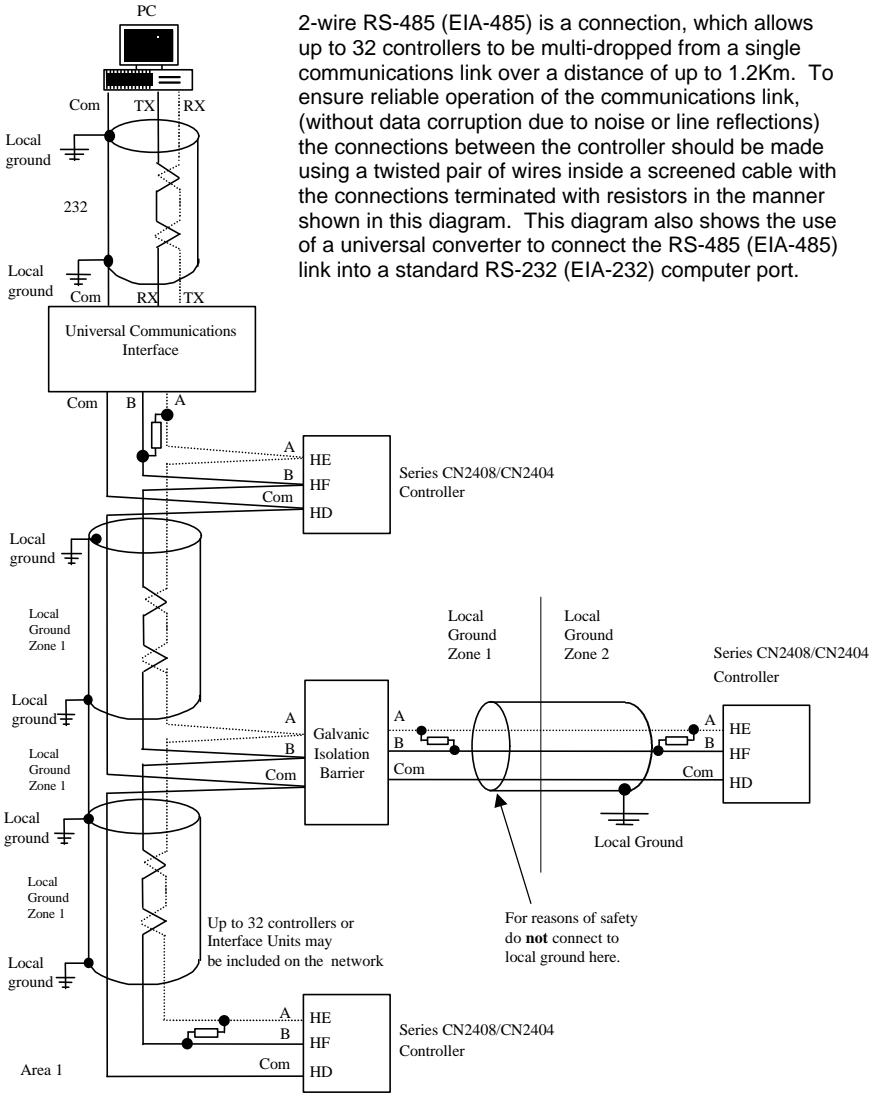 PC
2-wire RS-485 (EIA-485) is a connection, which allows
up to 32 controllers to be multi-dropped from a single
communications link over a distance of up to 1.2Km. To
ensure reliable operation of the communications link,
(without data corruption due to noise or line reflections)
the connections between the controller should be made
using a twisted pair of wires inside a screened cable with
the connections terminated with resistors in the manner
shown in this diagram. This diagram also shows the use
of a universal converter to connect the RS-485 (EIA-485)
link into a standard RS-232 (EIA-232) computer port.
Com TX RX
Local
ground
232
Local
ground
Com RX TX
Universal Communications
Interface
Com B A
A HE
B HF
Com HD
Series CN2408/CN2404
Controller
Local
ground
Local
Ground
Zone 1
Local
ground
Local
Ground
Zone 1
A
B
Com
Galvanic
Isolation
Barrier
A
B
Com
Local
Ground
Zone 1
Local
Ground
Zone 2
Series CN2408/CN2404
Controller
A HE
B HF
Com HD
Local Ground
For reasons of safety
do not connect to
local ground here.
Local
ground
Local
Ground
Zone 1
Up to 32 controllers or
Interface Units may
be included on the network
Local
ground
A HE
B HF
Com HD
Series CN2408/CN2404
Controller
Area 1